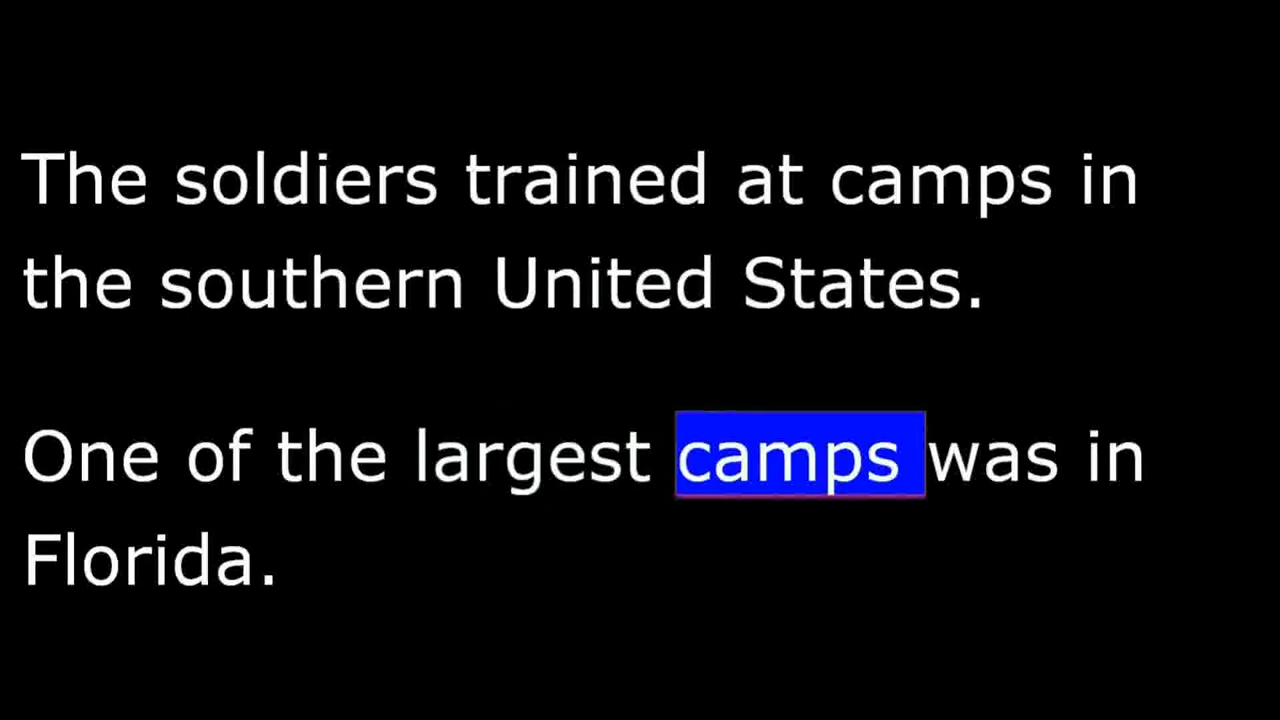 The soldiers trained at camps in
the southern United States.
One of the largest camps was in
Florida.